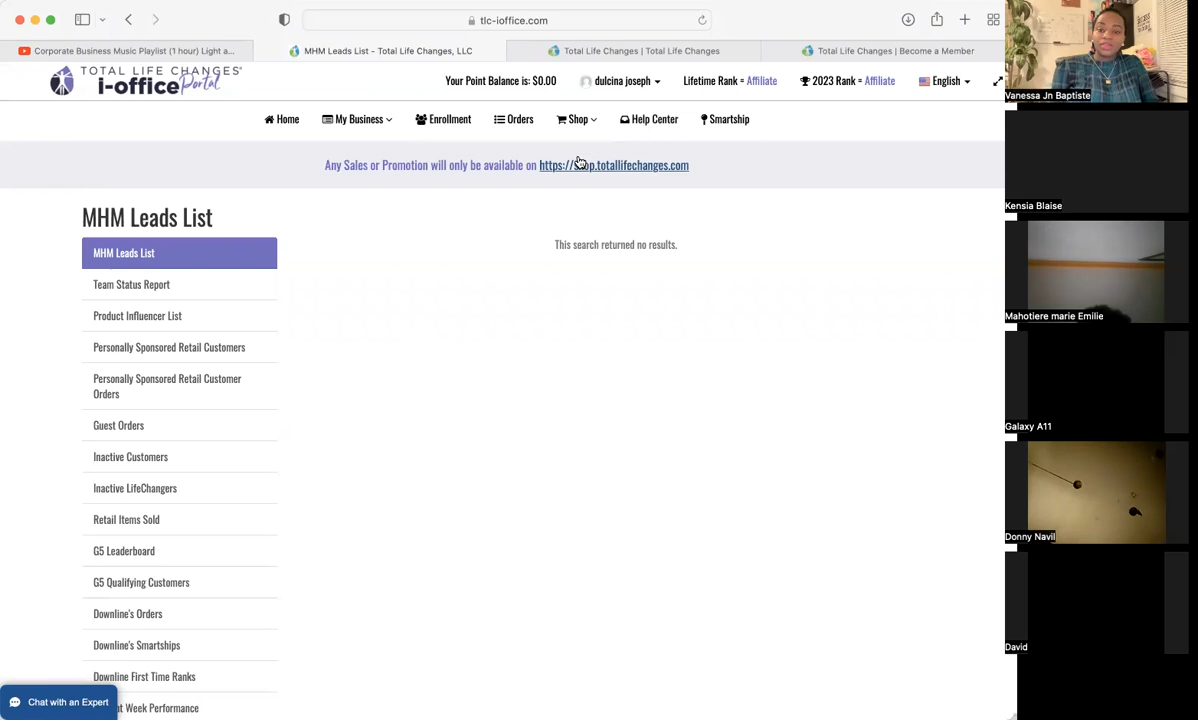 tlc-ioffice.com
Corporate Business Music Playlist (1 hour) Light a...
MHM Leads List - Total Life Changes, LLC
Total Life Changes | Total Life Changes
Total Life Changes | Become a Member
TOTAL LIFE CHANGES®
i-office Portal
Your Point Balance is: $0.00
dulcina joseph
Lifetime Rank = Affiliate
2023 Rank = Affiliate
English
Home
My Business
Enrollment
Orders
Shop
Help Center
Smartship
Any Sales or Promotion will only be available on https://shop.totallifechanges.com
MHM Leads List
This search returned no results.
MHM Leads List
Team Status Report
Product Influencer List
Personally Sponsored Retail Customers
Personally Sponsored Retail Customer
Orders
Guest Orders
Inactive Customers
Inactive LifeChangers
Retail Items Sold
G5 Leaderboard
G5 Qualifying Customers
Downline's Orders
Downline's Smartships
Downline First Time Ranks
nt Week Performance
Chat with an Expert
Vanessa Jn Baptiste
Kensia Blaise
Mahotiere marie Emilie
Galaxy A11
Donny Navil
David